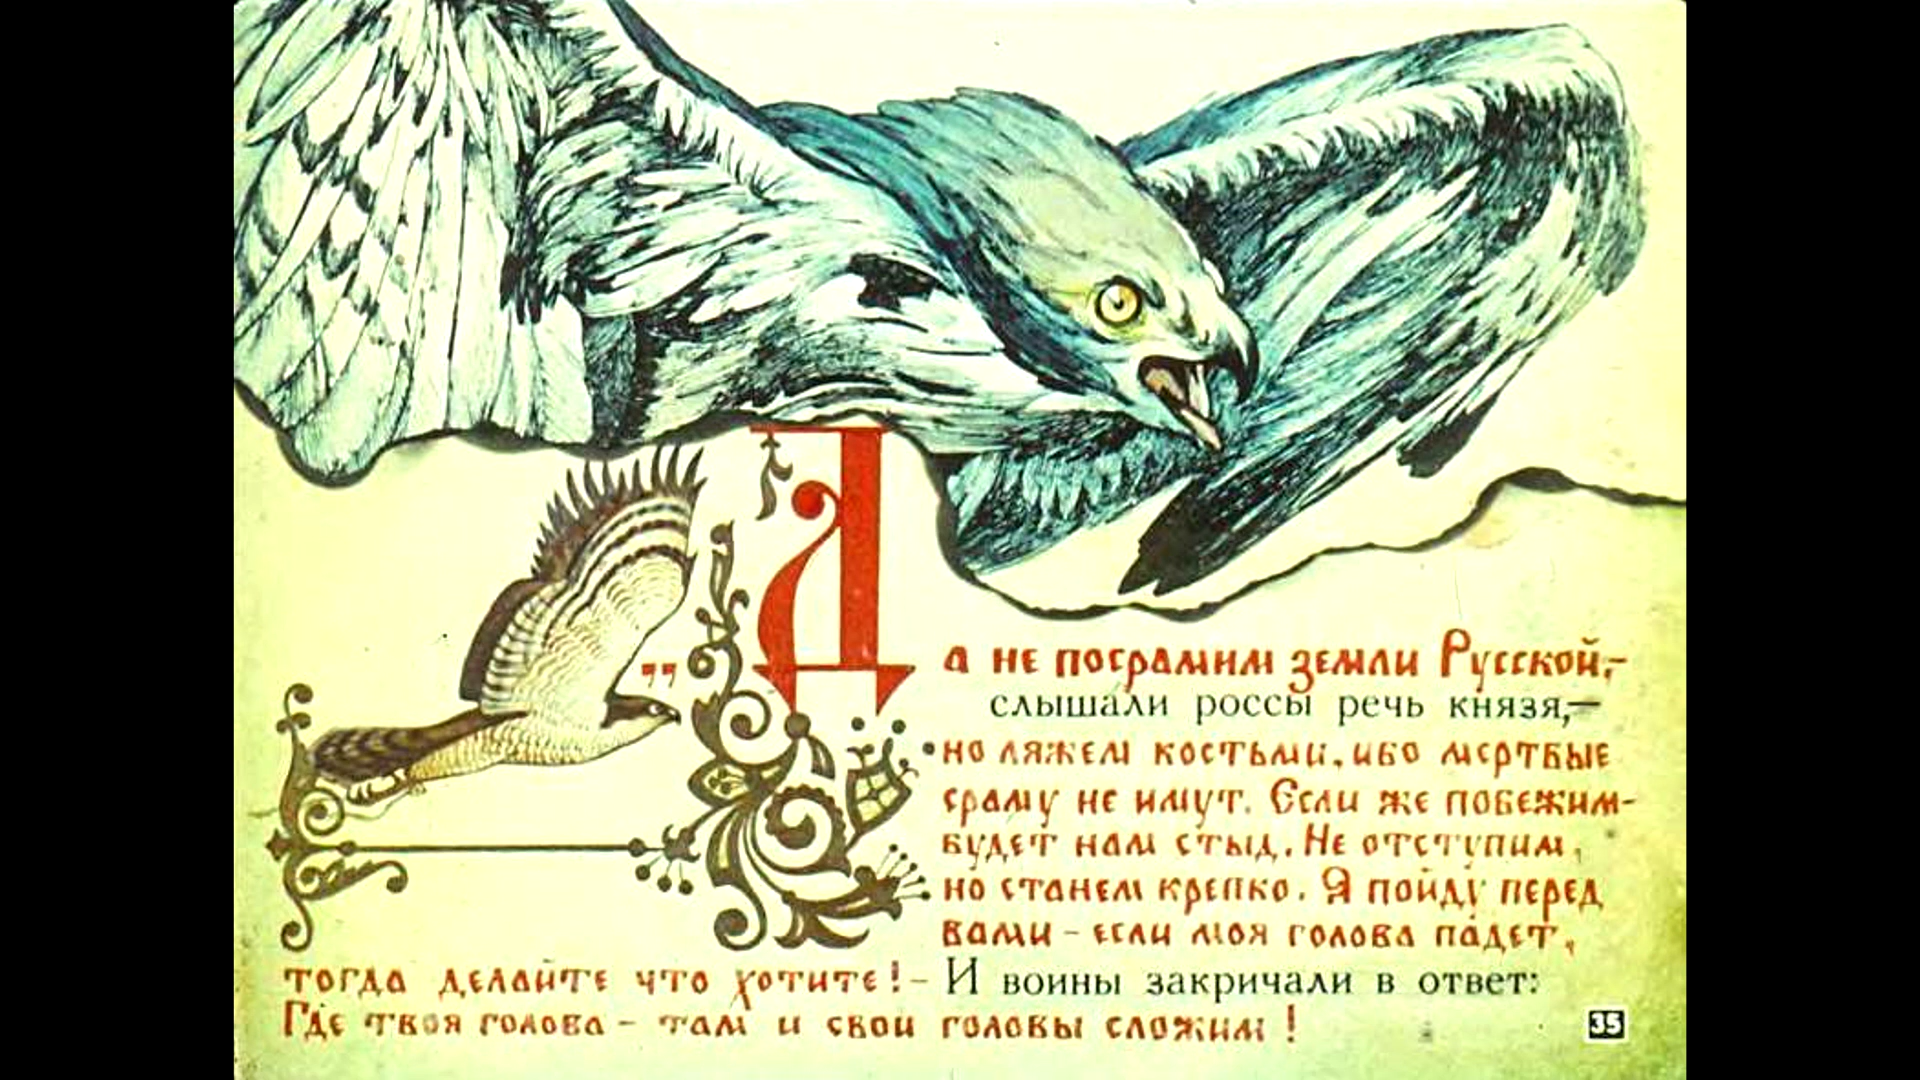 „Да не посрамим земли Русской,—
слышали россы речь князя,—
но ляжем костьми, ибо мертвые
сраму не имут. Если же побежим-
будет нам стыд. Не отступим,
но станем крепко. Я пойду перед
вами - если моя голова падет,
тогда делайте что хотите! - И воины закричали в ответ:
Где твоя голова - там и свои головы сложим!
35